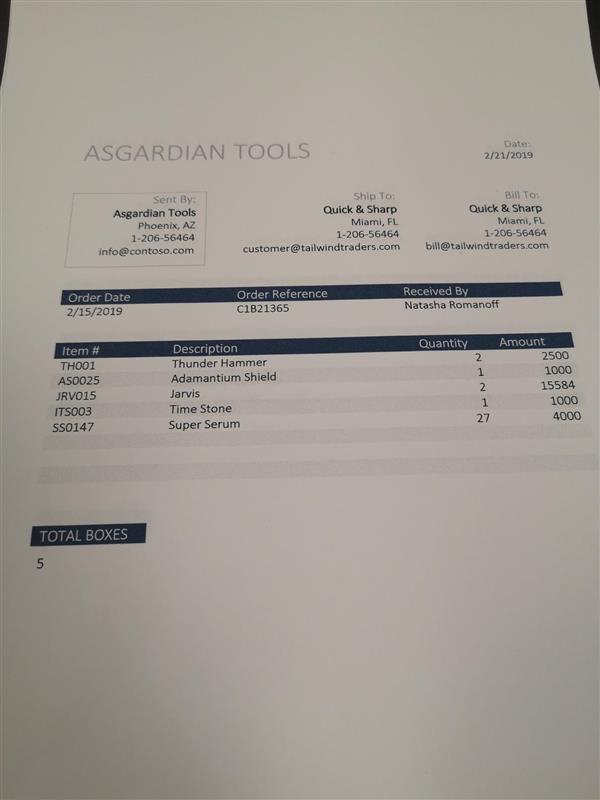 ASGARDIAN TOOLS
Date:
2/21/2019
Sent By:
Asgardian Tools
Phoenix, AZ
1-206-56464
info@contoso.com
Ship To:
Quick & Sharp
Miami, FL
1-206-56464
customer@tailwindtraders.com
Bill To:
Quick & Sharp
Miami, FL
1-206-56464
bill@tailwindtraders.com
Order Date Order Reference Received By
2/15/2019 C1B21365 Natasha Romanoff
Item # Description Quantity Amount
TH001 Thunder Hammer 2 2500
AS0025 Adamantium Shield 1 1000
JRV015 Jarvis 2 15584
ITS003 Time Stone 1 1000
SS0147 Super Serum 27 4000
TOTAL BOXES
5